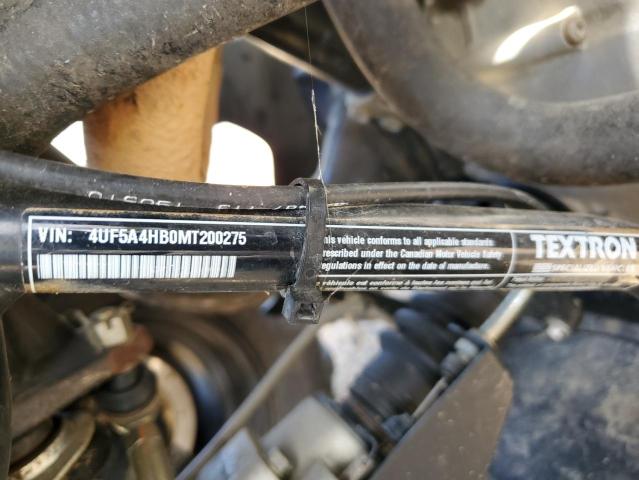 VIN: 4UF5A4HB0MT200275
his vehicle conforms to all applicable standards
rescribed under the Canadian Motor Vehicle Safety
egulations in effect on the date of manufacture.
TEXTRON